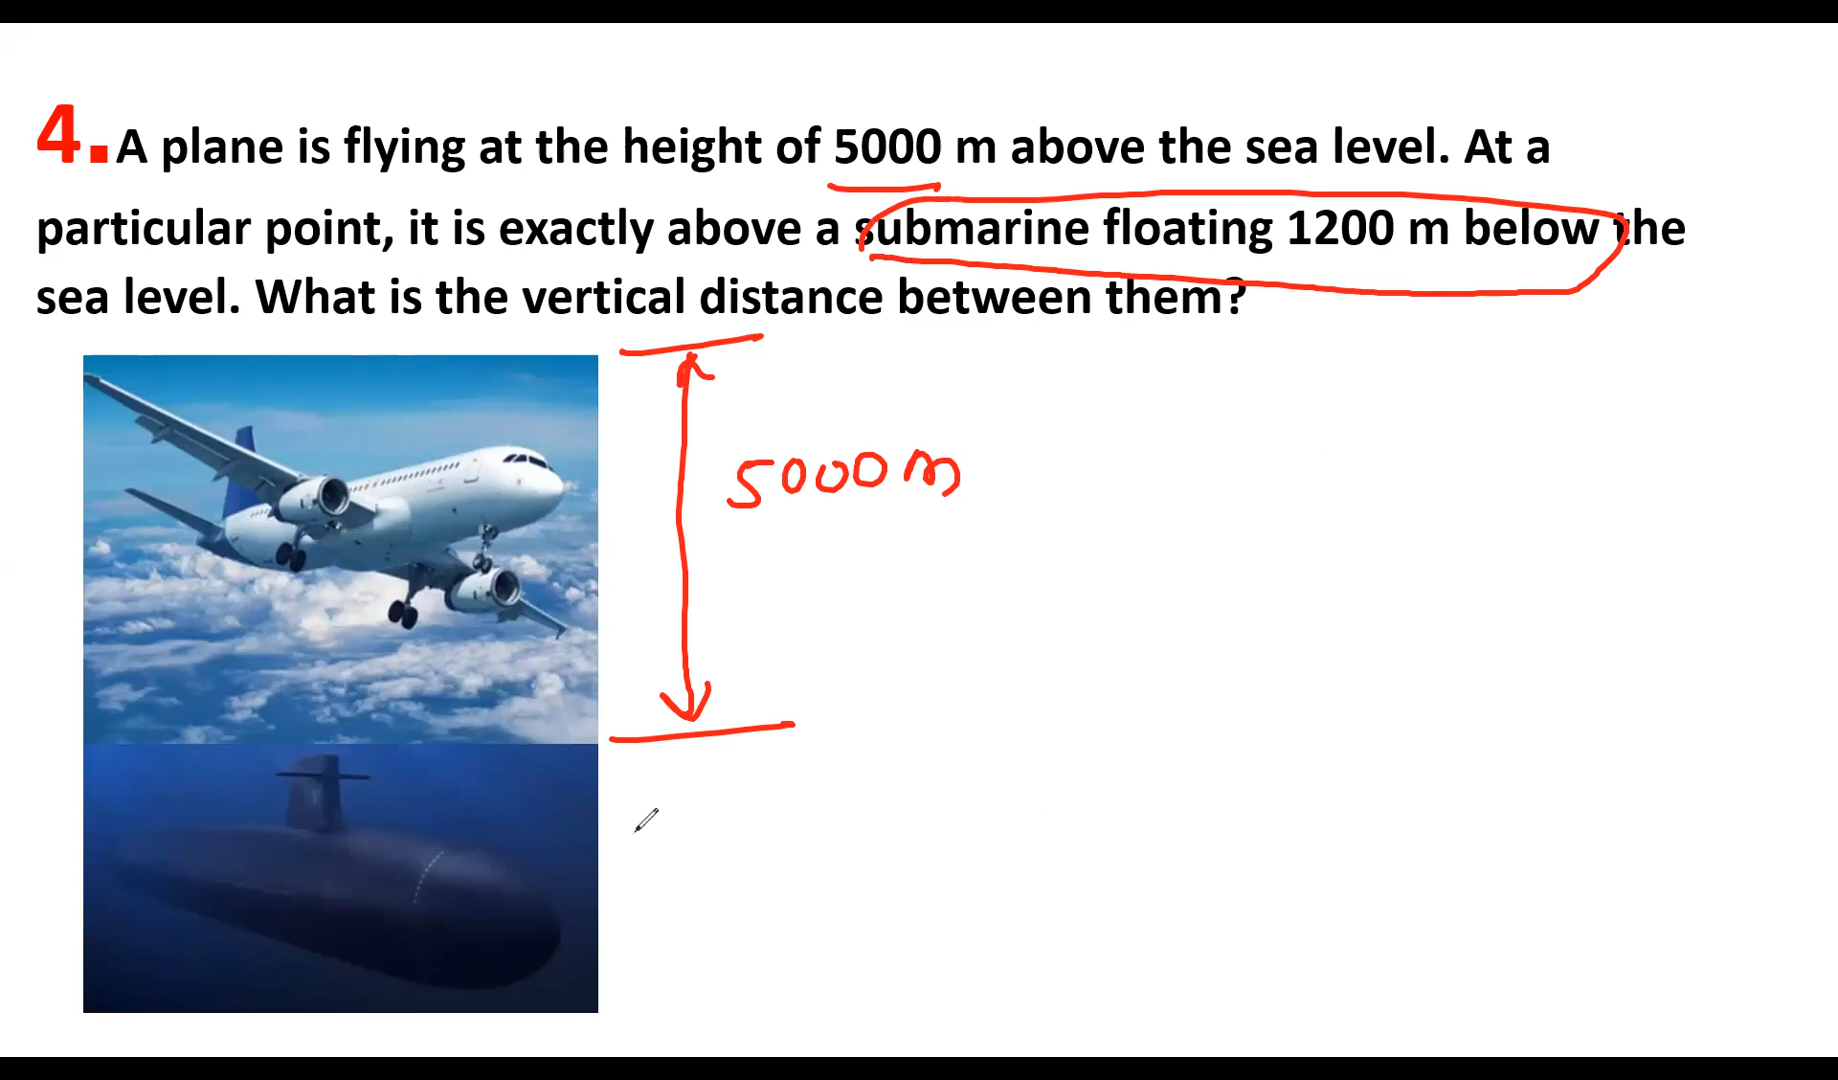 4. A plane is flying at the height of 5000 m above the sea level. At a
particular point, it is exactly above a submarine floating 1200 m below the
sea level. What is the vertical distance between them?
5000 m